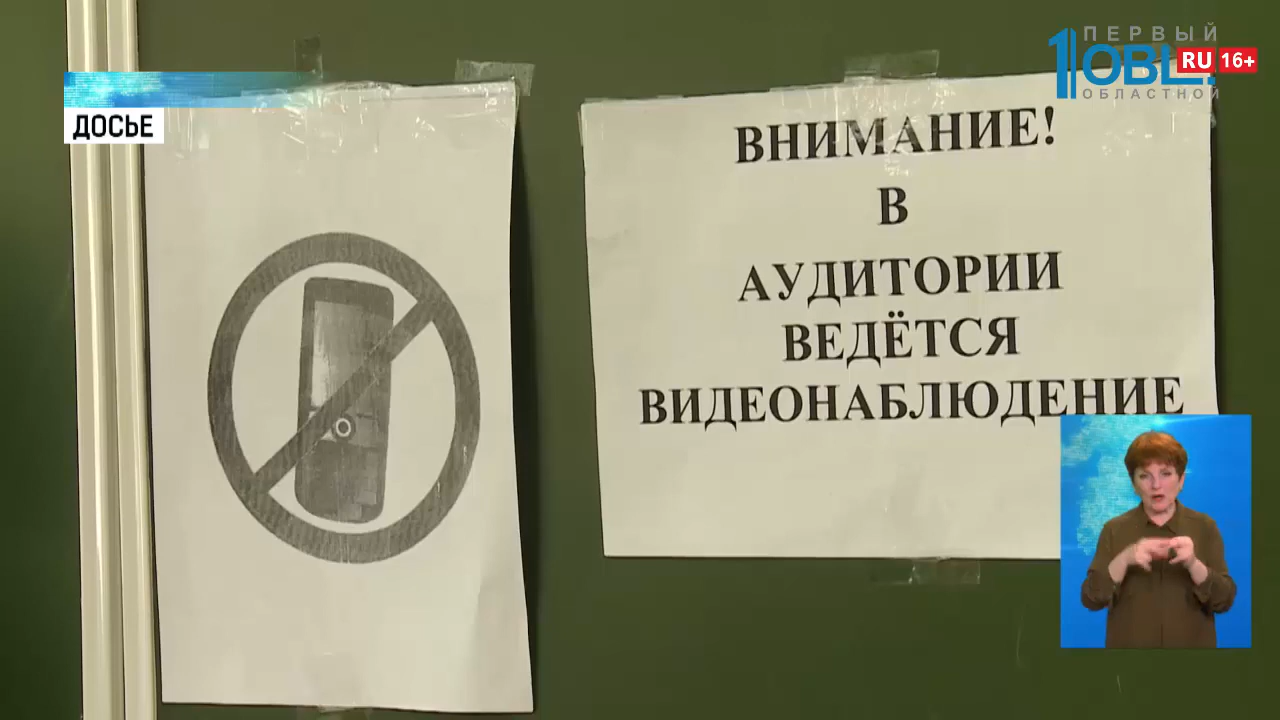 ПЕРВЫЙ
1OBL.
RU 16+
ОБЛАСТНОЙ
ДОСЬЕ
ВНИМАНИЕ!
В
АУДИТОРИИ
ВЕДЁТСЯ
ВИДЕОНАБЛЮДЕНИЕ